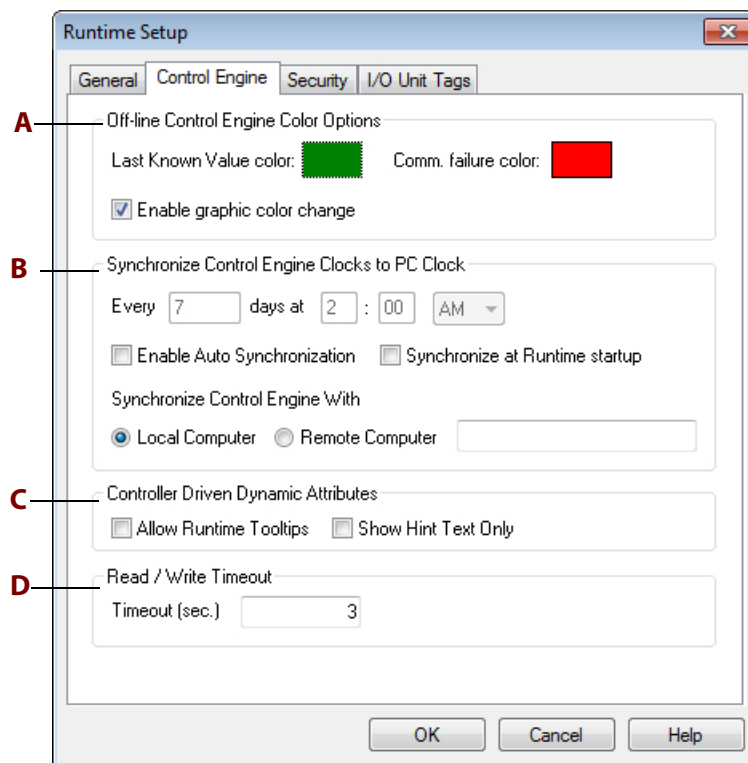 Runtime Setup
General Control Engine Security I/O Unit Tags
A Off-line Control Engine Color Options
Last Known Value color: Comm. failure color:
Enable graphic color change
B Synchronize Control Engine Clocks to PC Clock
Every 7 days at 2 : 00 AM
Enable Auto Synchronization Synchronize at Runtime startup
Synchronize Control Engine With
Local Computer Remote Computer
C Controller Driven Dynamic Attributes
Allow Runtime Tooltips Show Hint Text Only
D Read / Write Timeout
Timeout (sec.) 3
OK Cancel Help